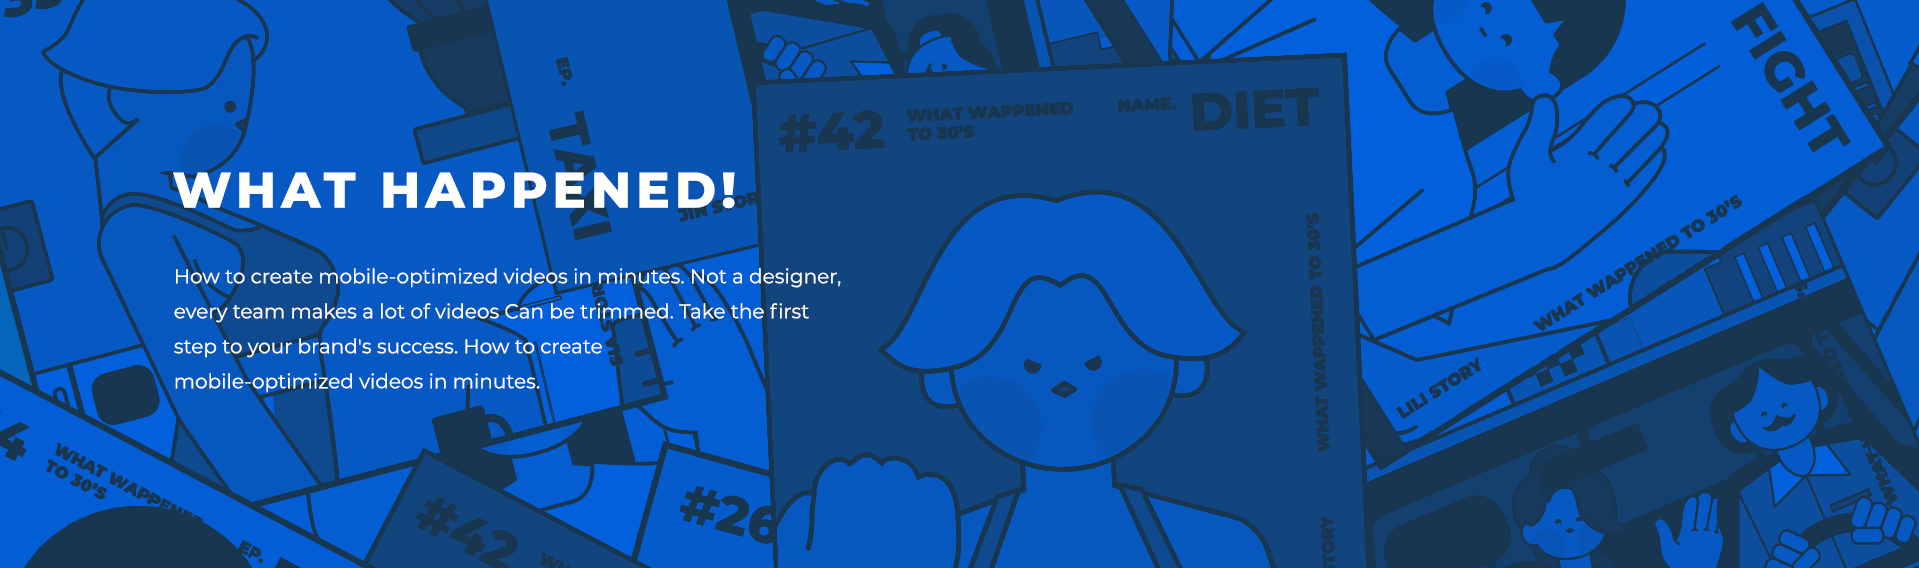 WHAT HAPPENED!
How to create mobile-optimized videos in minutes. Not a designer,
every team makes a lot of videos Can be trimmed. Take the first
step to your brand's success. How to create
mobile-optimized videos in minutes.
EP.
TAXI
#42
WHAT WAPPENED
TO 30'S
NAME.
DIET
WHAT WAPPENED TO 30'S
STORY
FIGHT
WHAT WAPPENED TO 30'S
LILI STORY
WHAT WAPPENED
TO 30'S
EP.
#42
#26